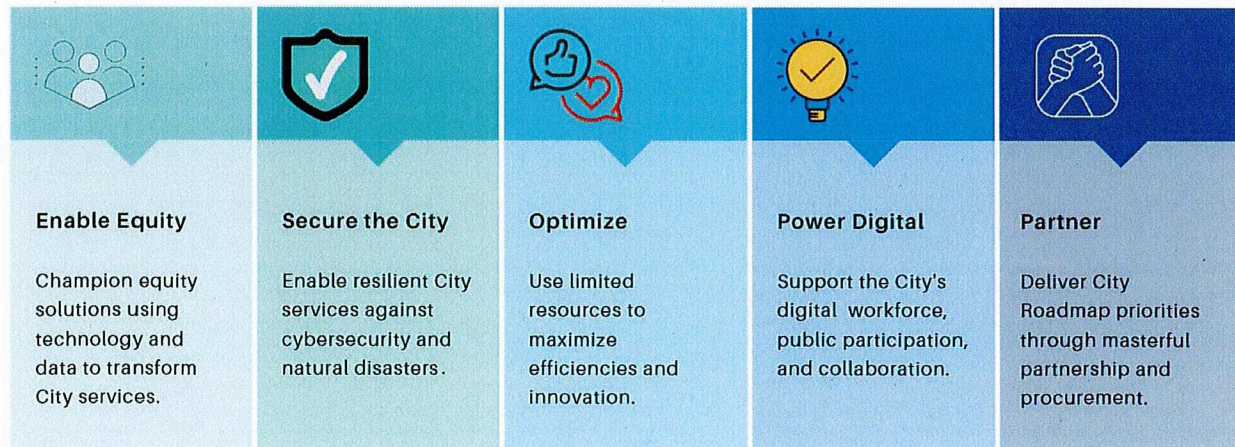 Enable Equity
Champion equity
solutions using
technology and
data to transform
City services.
Secure the City
Enable resilient City
services against
cybersecurity and
natural disasters.
Optimize
Use limited
resources to
maximize
efficiencies and
innovation.
Power Digital
Support the City's
digital workforce,
public participation,
and collaboration.
Partner
Deliver City
Roadmap priorities
through masterful
partnership and
procurement.